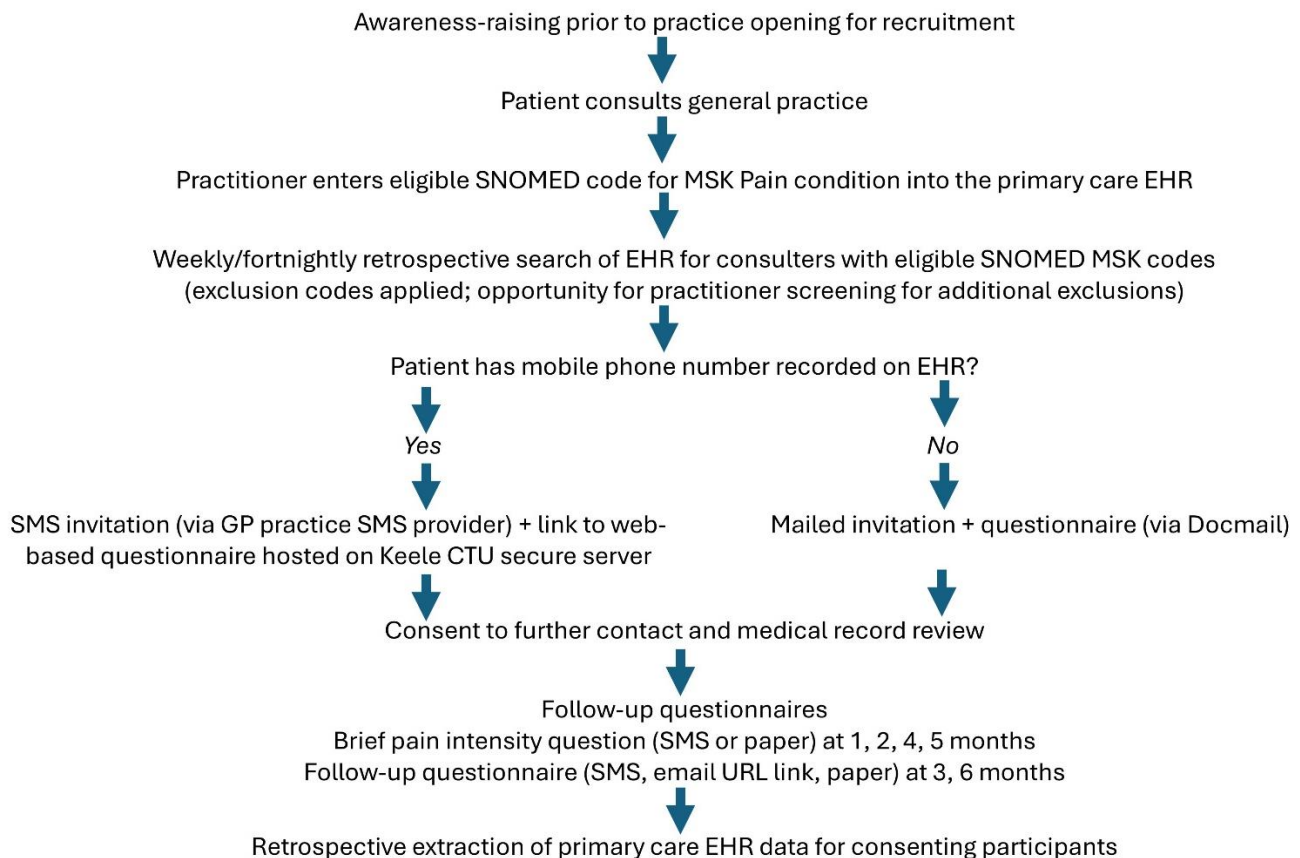 Awareness-raising prior to practice opening for recruitment
Patient consults general practice
Practitioner enters eligible SNOMED code for MSK Pain condition into the primary care EHR
Weekly/fortnightly retrospective search of EHR for consulters with eligible SNOMED MSK codes
(exclusion codes applied; opportunity for practitioner screening for additional exclusions)
Patient has mobile phone number recorded on EHR?
Yes
No
SMS invitation (via GP practice SMS provider) + link to web-
based questionnaire hosted on Keele CTU secure server
Mailed invitation + questionnaire (via Docmail)
Consent to further contact and medical record review
Follow-up questionnaires
Brief pain intensity question (SMS or paper) at 1, 2, 4, 5 months
Follow-up questionnaire (SMS, email URL link, paper) at 3, 6 months
Retrospective extraction of primary care EHR data for consenting participants